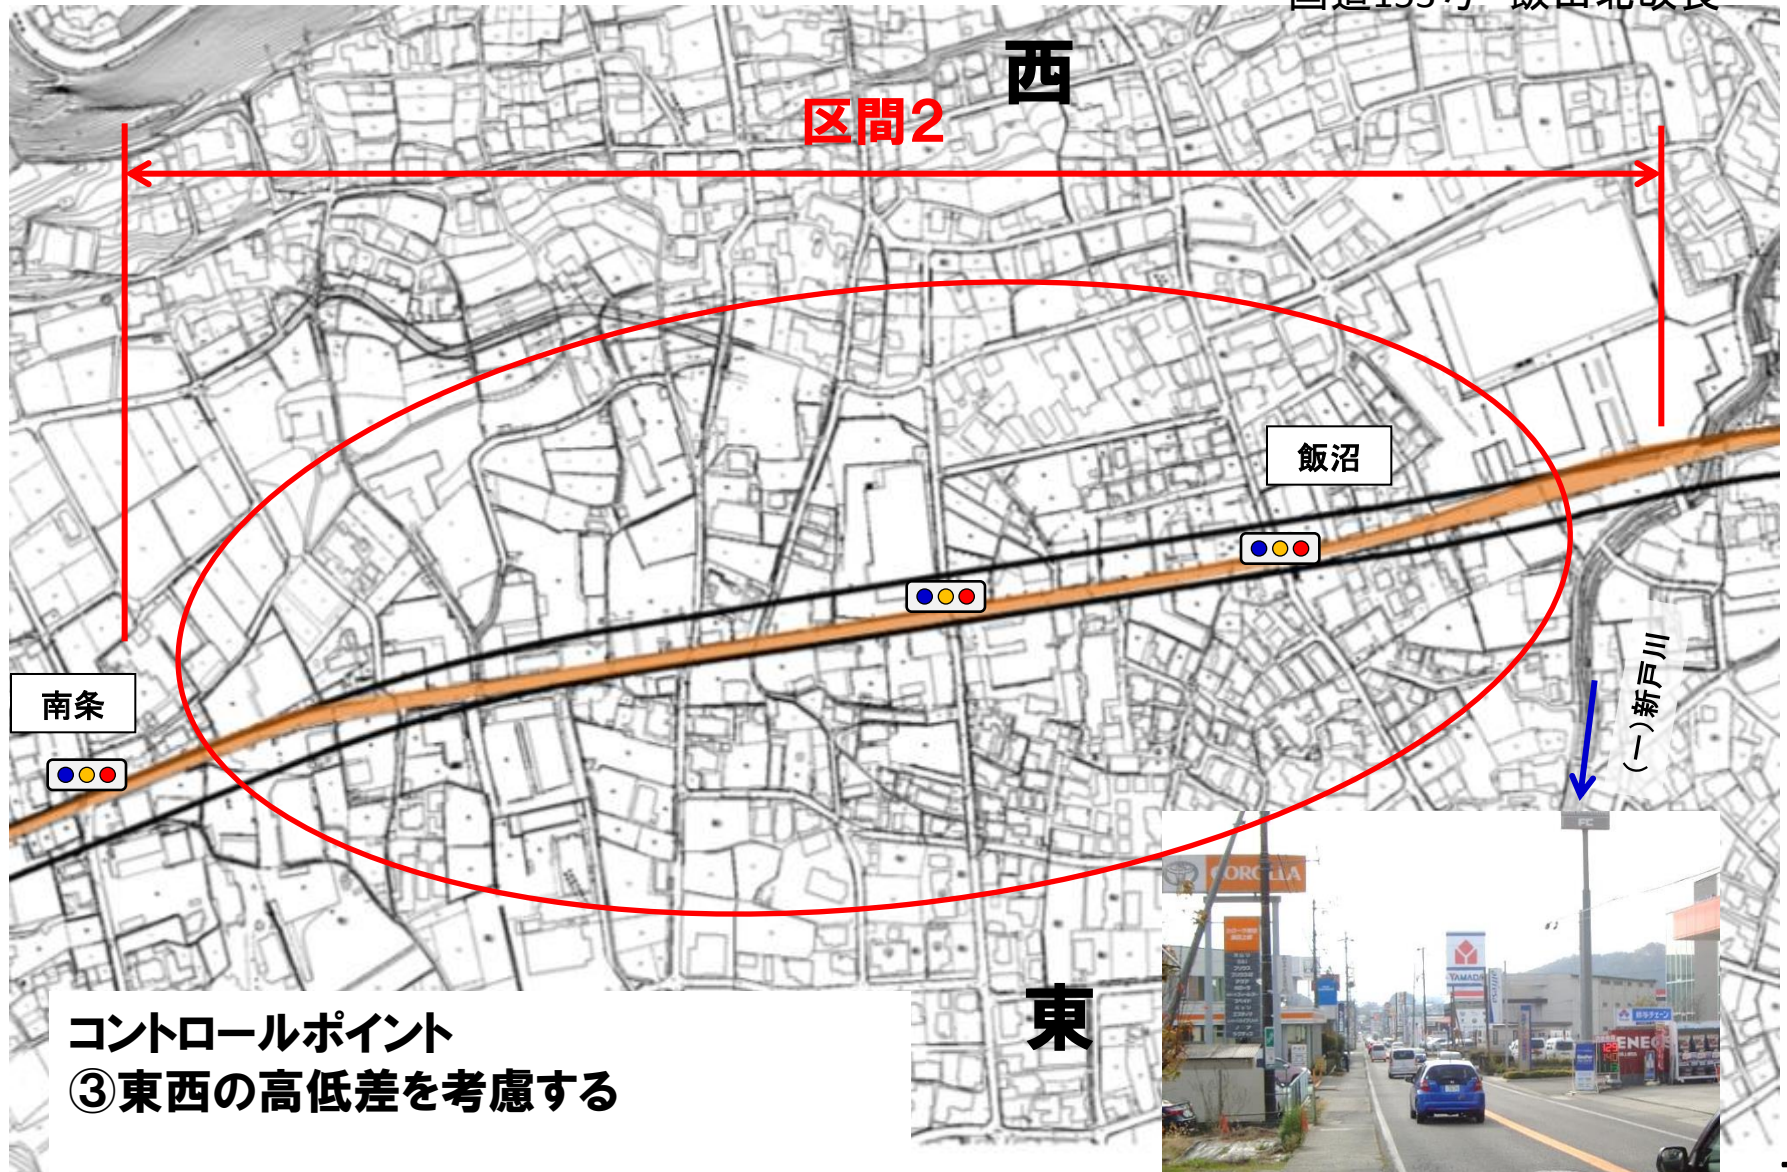 西
区間2
飯沼
南条
(一)新戸川
東
コントロールポイント
③東西の高低差を考慮する
FC
COROLLA
YAMADA
ENEOS